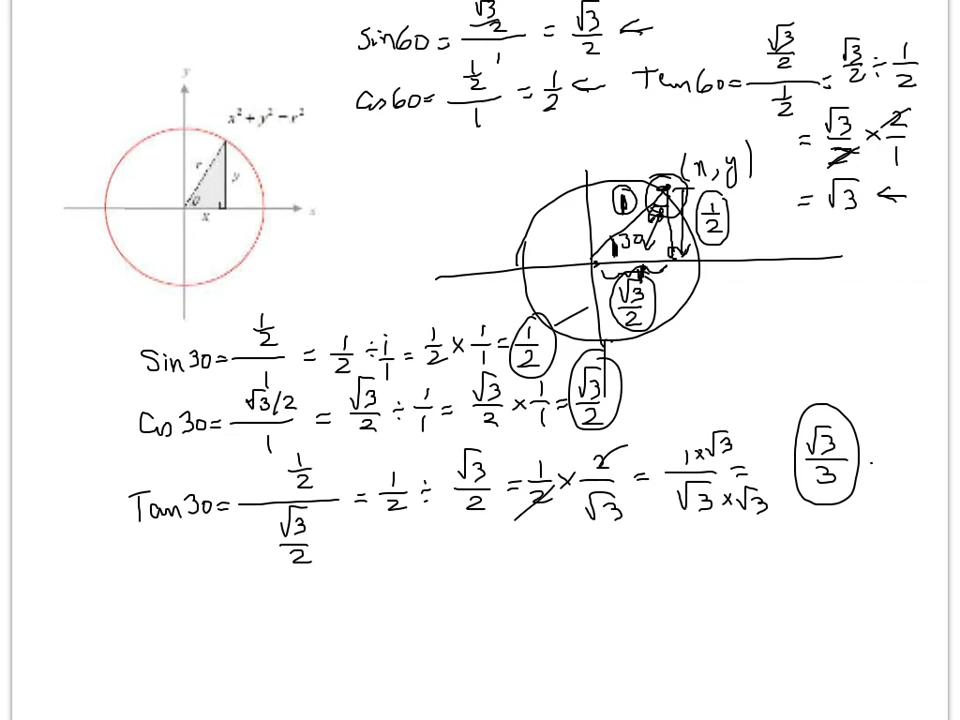 Sin60 = (√3/2)/1 = √3/2 ←
Cos60 = (1/2)/1 = 1/2 ←
Ten60 = (√3/2)/(1/2) = √3/2 ÷ 1/2
= √3/2 × 2/1
= √3 ←
y
x² + y² = r²
r
y
θ
x
x
(x, y)
1
1/2
30
√3/2
Sin30 = (1/2)/1 = 1/2 ÷ 1/1 = 1/2 × 1/1 = 1/2
Cos30 = (√3/2)/1 = √3/2 ÷ 1/1 = √3/2 × 1/1 = √3/2
Tan30 = (1/2)/(√3/2) = 1/2 ÷ √3/2 = 1/2 × 2/√3 = (1×√3)/(√3×√3) = √3/3 .